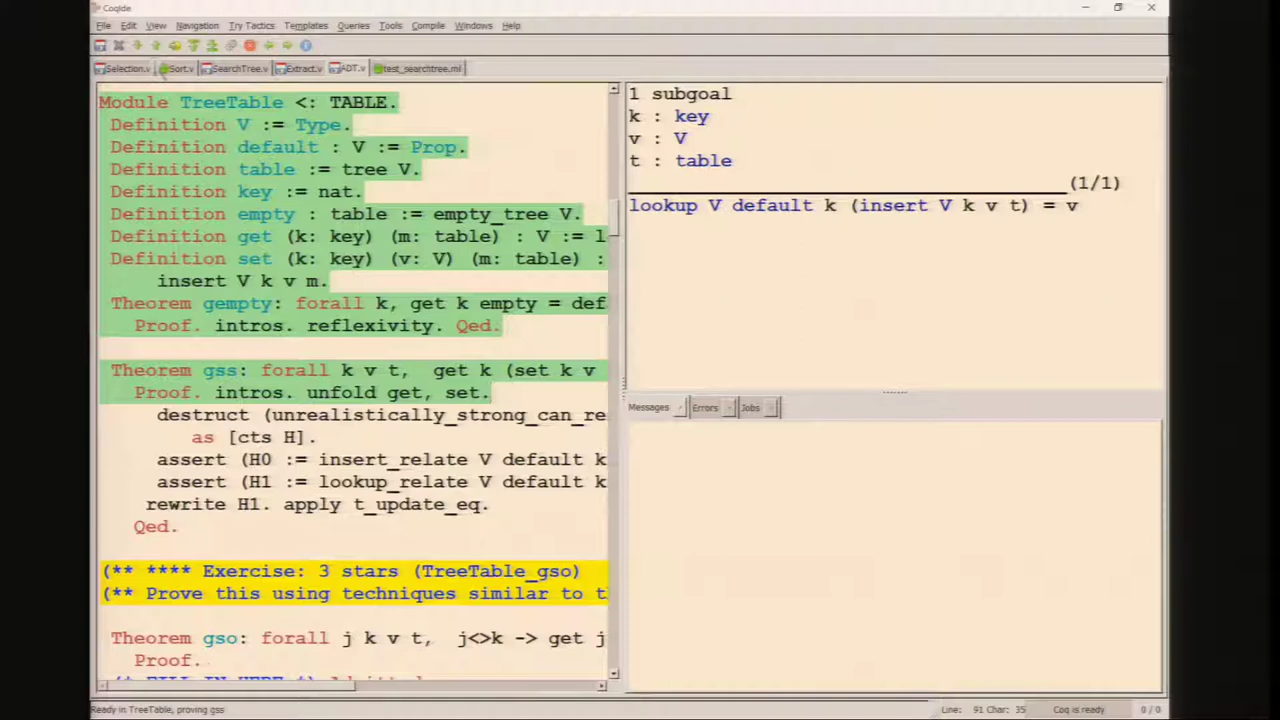 CoqIde
File Edit View Navigation Try Tactics Templates Queries Tools Compile Windows Help
Selection.v Sort.v SearchTree.v Extract.v ADT.v test_searchtree.ml
Module TreeTable <: TABLE.
Definition V := Type.
Definition default : V := Prop.
Definition table := tree V.
Definition key := nat.
Definition empty : table := empty_tree V.
Definition get (k: key) (m: table) : V := l
Definition set (k: key) (v: V) (m: table) :
insert V k v m.
Theorem gempty: forall k, get k empty = def
Proof. intros. reflexivity. Qed.
Theorem gss: forall k v t, get k (set k v
Proof. intros. unfold get, set.
destruct (unrealistically_strong_can_re
as [cts H].
assert (H0 := insert_relate V default k
assert (H1 := lookup_relate V default k
rewrite H1. apply t_update_eq.
Qed.
(** **** Exercise: 3 stars (TreeTable_gso)
(** Prove this using techniques similar to th
Theorem gso: forall j k v t, j<>k -> get j
Proof.
1 subgoal
k : key
v : V
t : table
(1/1)
lookup V default k (insert V k v t) = v
Messages Errors Jobs
Ready in TreeTable, proving gss
Line: 91 Char: 35 Coq is ready 0 / 0